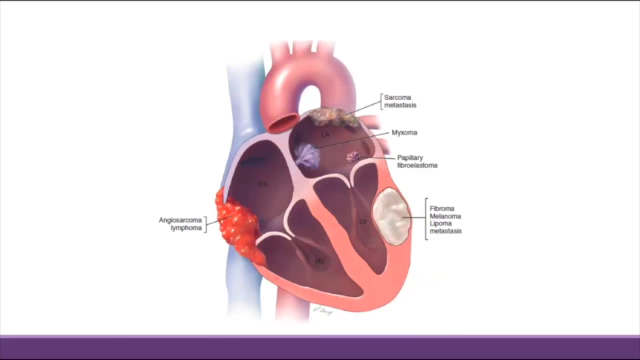 Sarcoma
metastasis
LA
Myxoma
Papillary
fibroelastoma
RA
Angiosarcoma
lymphoma
LV
Fibroma
Melanoma
Lipoma
metastasis
RV